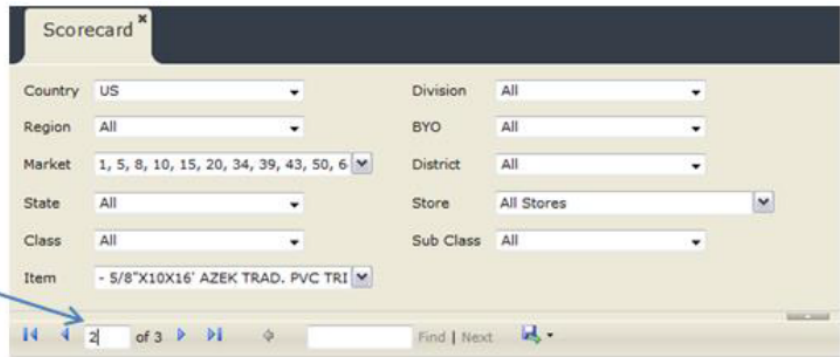 Scorecard x
Country US Division All
Region All BYO All
Market 1, 5, 8, 10, 15, 20, 34, 39, 43, 50, 6 District All
State All Store All Stores
Class All Sub Class All
Item - 5/8"X10X16' AZEK TRAD. PVC TRI
2 of 3 Find | Next